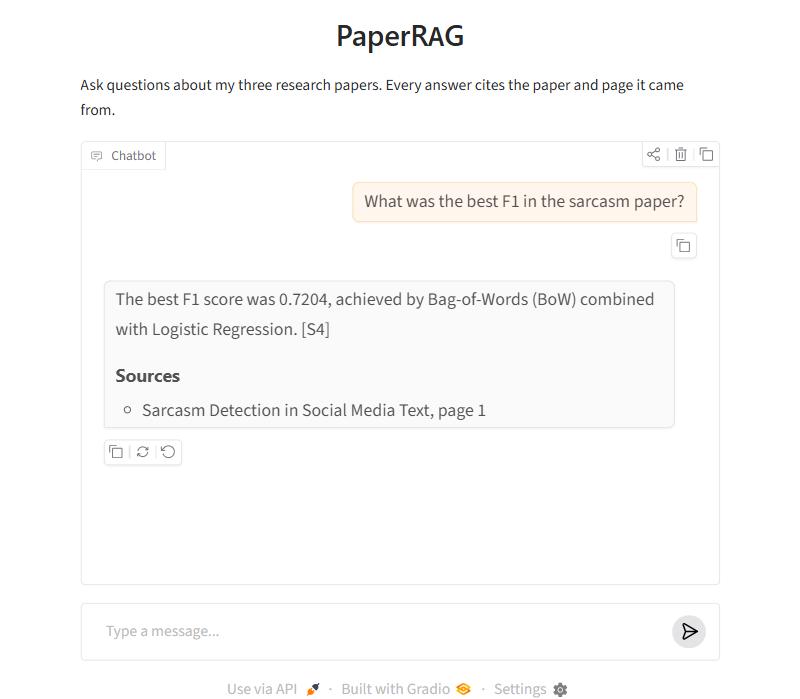 PaperRAG
Ask questions about my three research papers. Every answer cites the paper and page it came
from.
Chatbot
What was the best F1 in the sarcasm paper?
The best F1 score was 0.7204, achieved by Bag-of-Words (BoW) combined
with Logistic Regression. [S4]
Sources
Sarcasm Detection in Social Media Text, page 1
Type a message...
Use via API · Built with Gradio · Settings